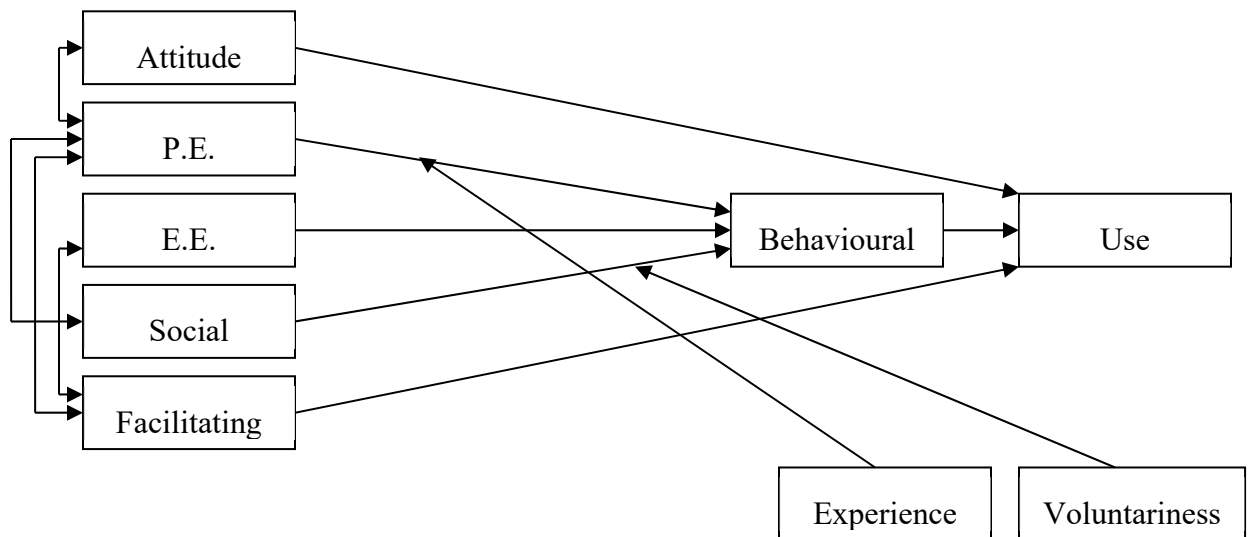 Attitude
P.E.
E.E.
Social
Facilitating
Behavioural
Use
Experience
Voluntariness